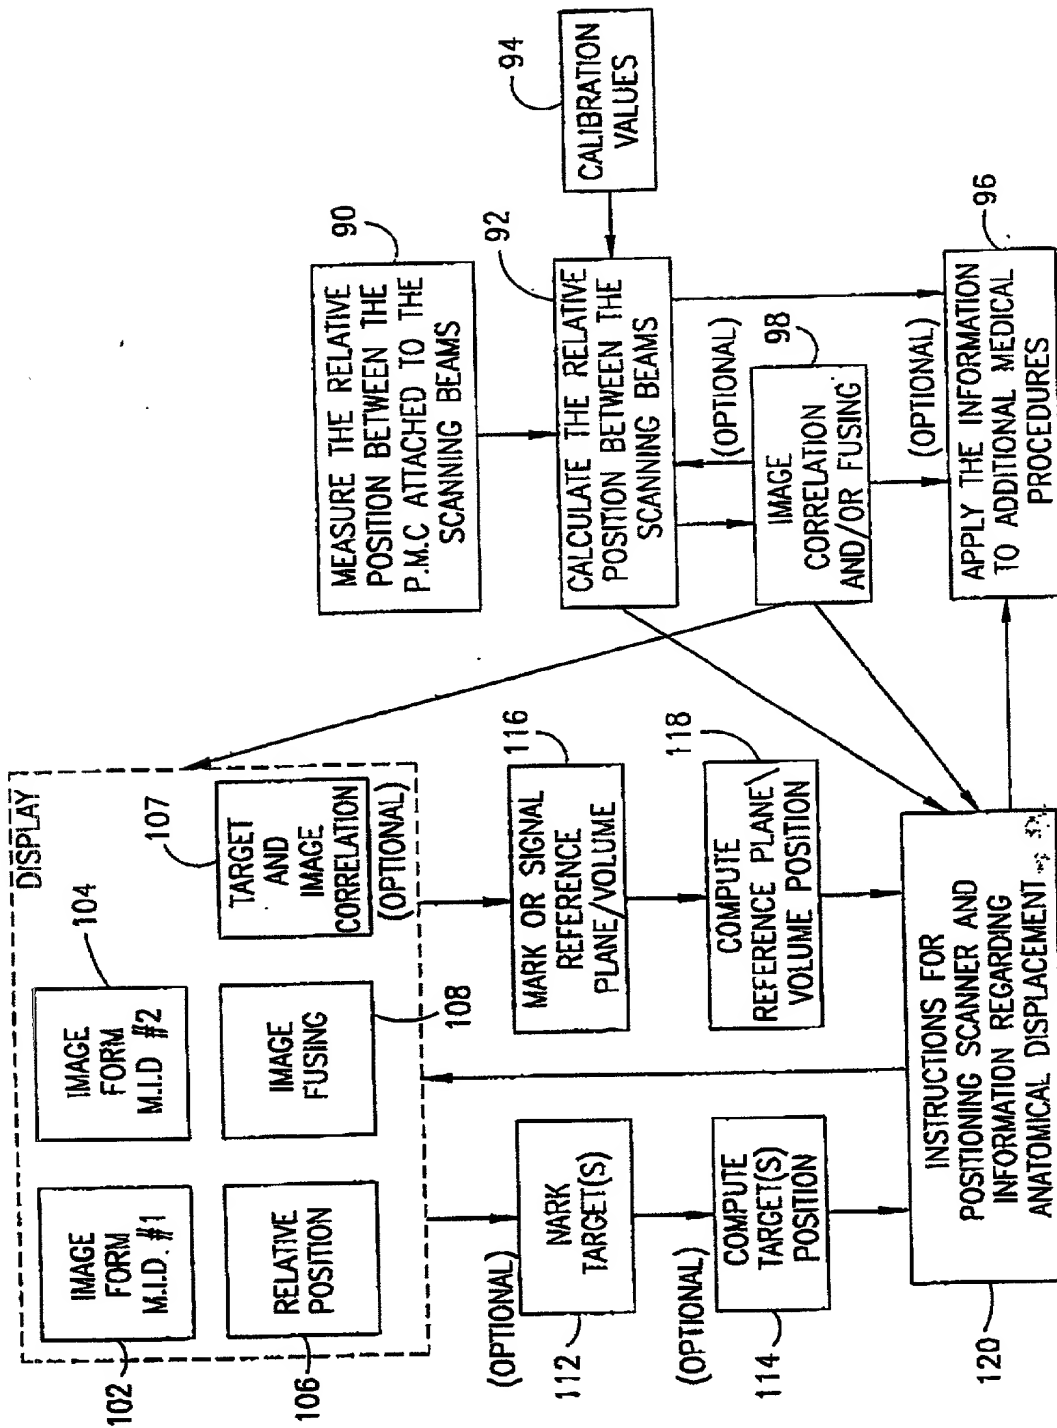 DISPLAY
102
IMAGE
FORM
M.I.D. #1
104
IMAGE
FORM
M.I.D #2
106
RELATIVE
POSITION
108
IMAGE
FUSING
107
TARGET
AND
IMAGE
CORRELATION
(OPTIONAL)
(OPTIONAL)
112
NARK
TARGET(S)
(OPTIONAL)
114
COMPUTE
TARGET(S)
POSITION
116
MARK OR SIGNAL
REFERENCE
PLANE/VOLUME
118
COMPUTE
REFERENCE PLANE\
VOLUME POSITION
120
INSTRUCTIONS FOR
POSITIONING SCANNER AND
INFORMATION REGARDING
ANATOMICAL DISPLACEMENT
90
MEASURE THE RELATIVE
POSITION BETWEEN THE
P.M.C ATTACHED TO THE
SCANNING BEAMS
92
CALCULATE THE RELATIVE
POSITION BETWEEN THE
SCANNING BEAMS
94
CALIBRATION
VALUES
(OPTIONAL)
98
IMAGE
CORRELATION
AND/OR FUSING
(OPTIONAL)
96
APPLY THE INFORMATION
TO ADDITIONAL MEDICAL
PROCEDURES